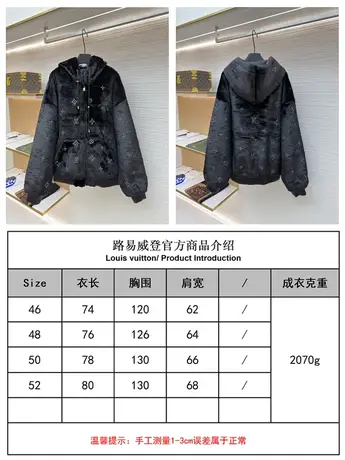 路易威登官方商品介绍
Louis vuitton/ Product Introduction
Size 衣长 胸围 肩宽 / 成衣克重
46 74 120 62 /
48 76 126 64 /
50 78 130 66 / 2070g
52 80 130 68 /
/
温馨提示：手工测量1-3cm误差属于正常